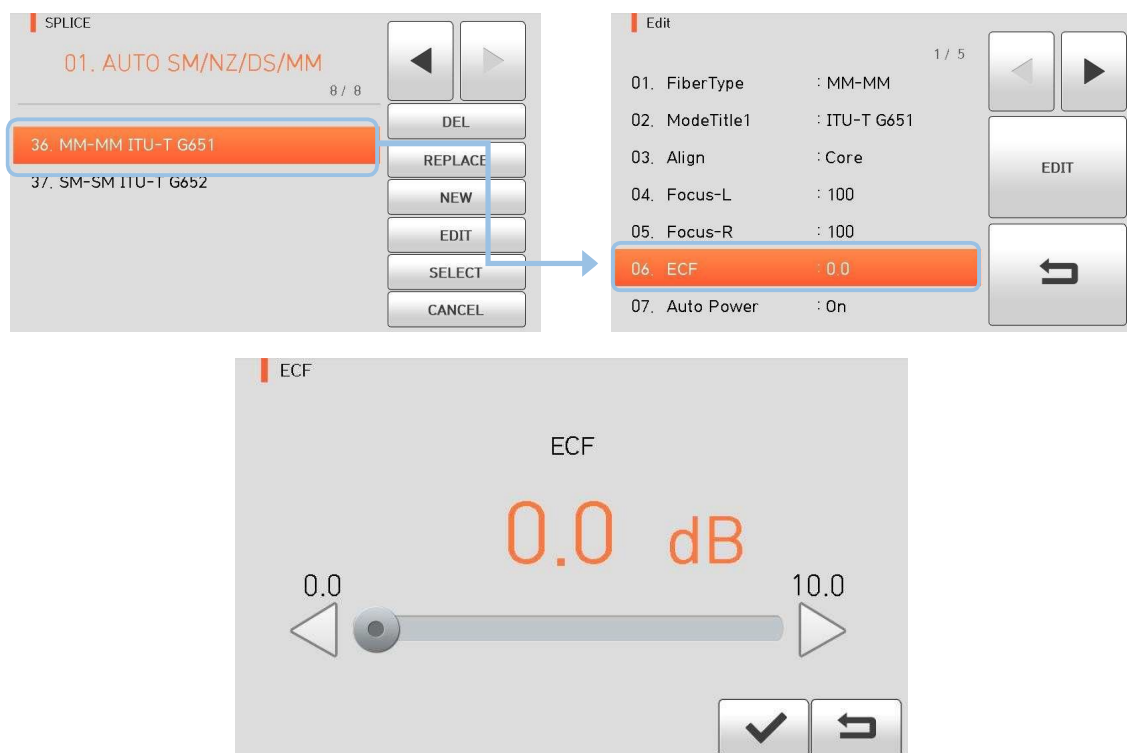 SPLICE
01. AUTO SM/NZ/DS/MM
8 / 8
36. MM-MM ITU-T G651
37. SM-SM ITU-T G652
DEL
REPLACE
NEW
EDIT
SELECT
CANCEL
Edit
1 / 5
01. FiberType : MM-MM
02. ModeTitle1 : ITU-T G651
03. Align : Core
04. Focus-L : 100
05. Focus-R : 100
06. ECF : 0.0
07. Auto Power : On
EDIT
ECF
ECF
0.0 dB
0.0 10.0